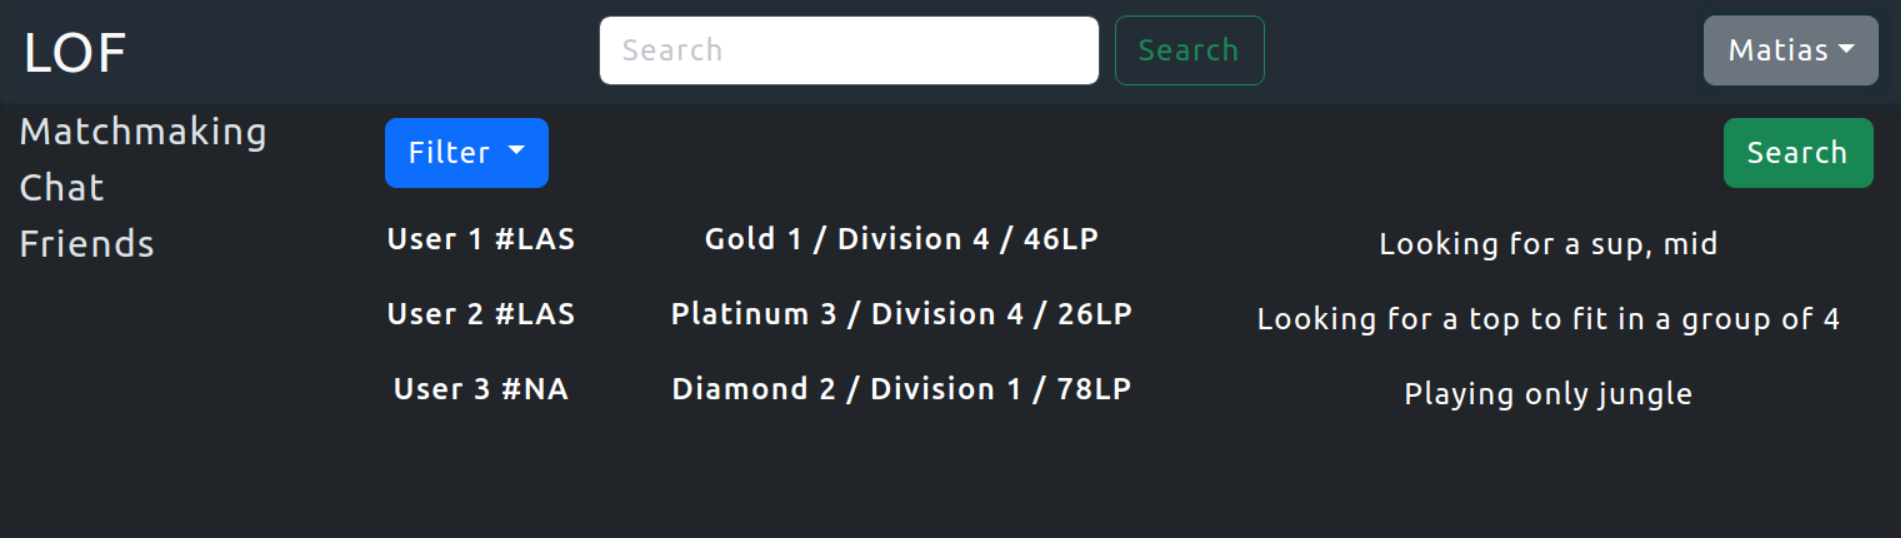 LOF
Search
Search
Matias
Matchmaking
Chat
Friends
Filter
Search
User 1 #LAS Gold 1 / Division 4 / 46LP Looking for a sup, mid
User 2 #LAS Platinum 3 / Division 4 / 26LP Looking for a top to fit in a group of 4
User 3 #NA Diamond 2 / Division 1 / 78LP Playing only jungle